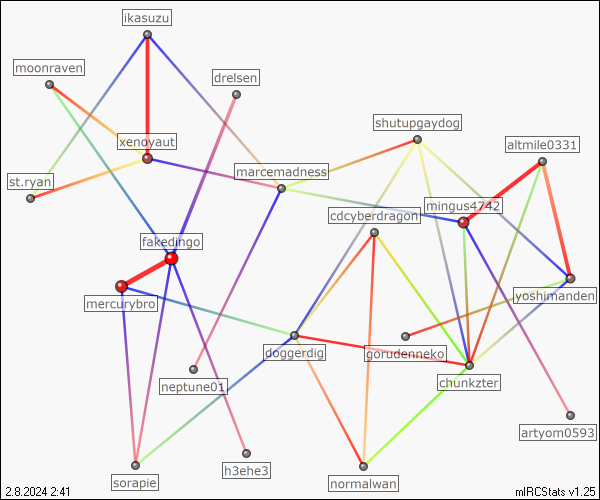 ikasuzu
moonraven
drelsen
shutupgaydog
xenoyaut
altmile0331
marcemadness
st.ryan
mingus4742
cdcyberdragon
fakedingo
yoshimanden
mercurybro
doggerdig
gorudenneko
chunkzter
neptune01
artyom0593
h3ehe3
sorapie
normalwan
2.8.2024 2:41
mIRCStats v1.25